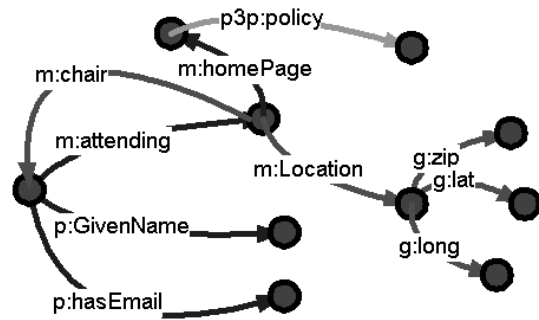 p3p:policy
m:homePage
m:chair
m:attending
m:Location
g:zip
g:lat
p:GivenName
g:long
p:hasEmail